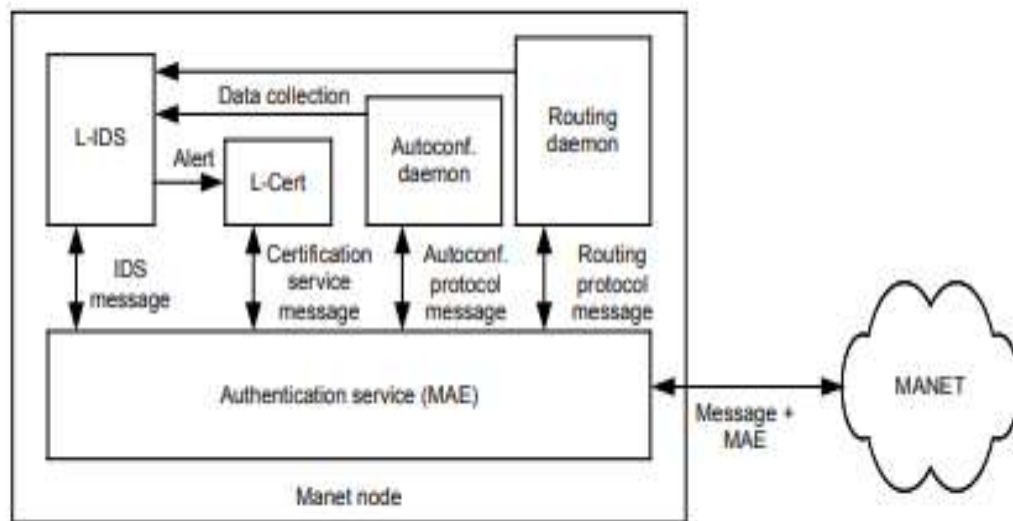 Data collection
L-IDS
Autoconf.
daemon
Routing
daemon
Alert
L-Cert
IDS
message
Certification
service
message
Autoconf.
protocol
message
Routing
protocol
message
Authentication service (MAE)
Message +
MAE
MANET
Manet node